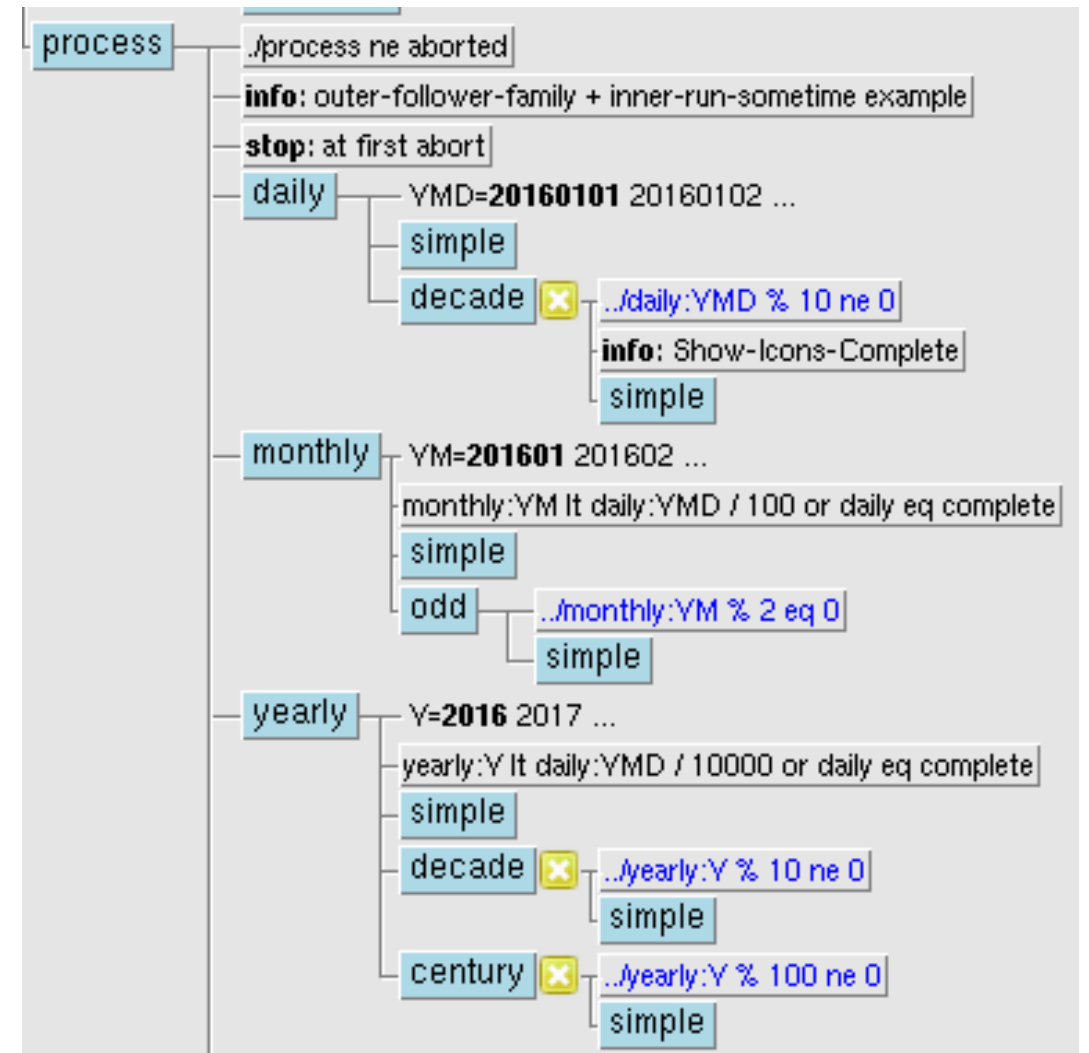 process
./process ne aborted
info: outer-follower-family + inner-run-sometime example
stop: at first abort
daily
YMD=20160101 20160102 ...
simple
decade
../daily:YMD % 10 ne 0
info: Show-Icons-Complete
simple
monthly
YM=201601 201602 ...
monthly:YM lt daily:YMD / 100 or daily eq complete
simple
odd
../monthly:YM % 2 eq 0
simple
yearly
Y=2016 2017 ...
yearly:Y lt daily:YMD / 10000 or daily eq complete
simple
decade
../yearly:Y % 10 ne 0
simple
century
../yearly:Y % 100 ne 0
simple